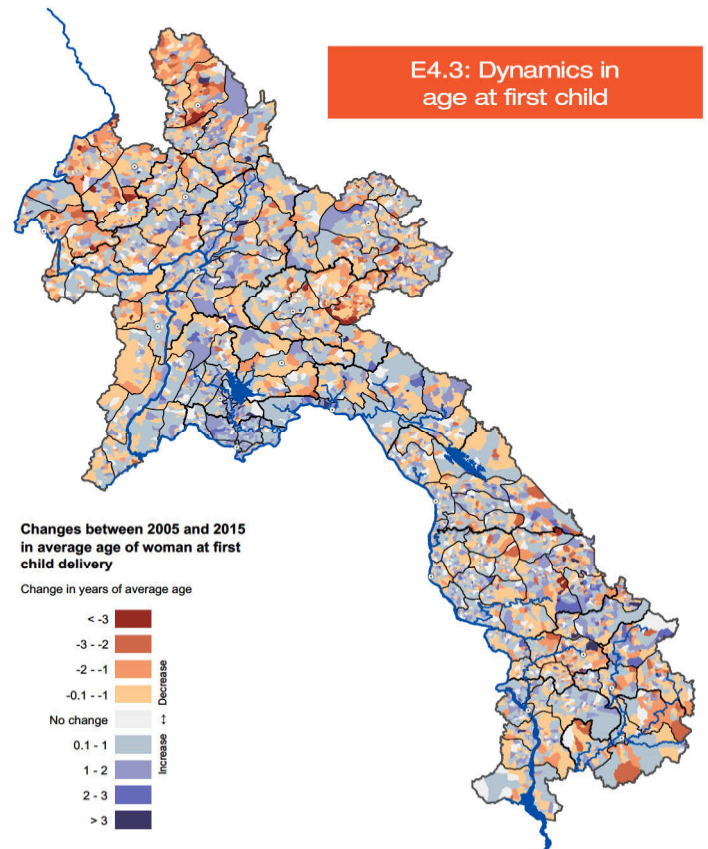 E4.3: Dynamics in
age at first child
Changes between 2005 and 2015
in average age of woman at first
child delivery
Change in years of average age
< -3
-3 - -2
-2 - -1
-0.1 - -1
No change
0.1 - 1
1 - 2
2 - 3
> 3
Increase ↔ Decrease